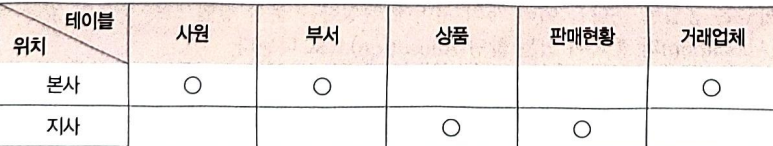 테이블
위치
사원 부서 상품 판매현황 거래업체
본사 ○ ○ ○
지사 ○ ○